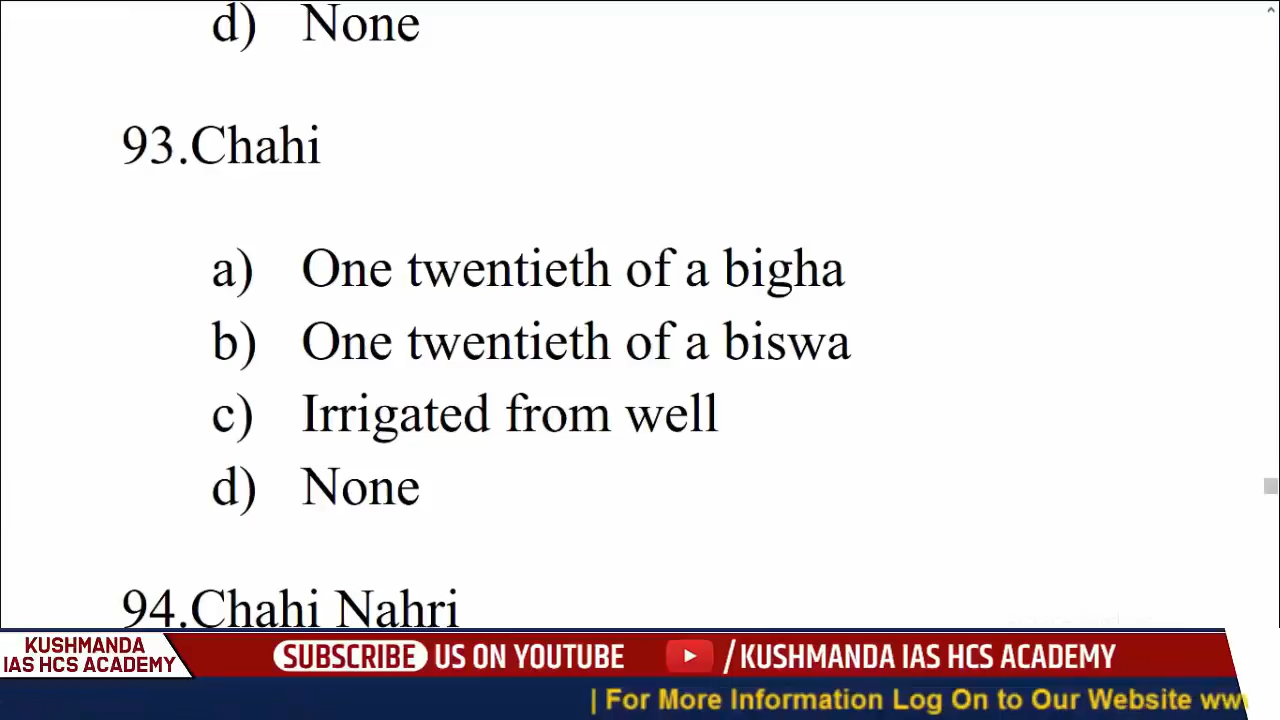 d) None
93.Chahi
a) One twentieth of a bigha
b) One twentieth of a biswa
c) Irrigated from well
d) None
94.Chahi Nahri
KUSHMANDA
IAS HCS ACADEMY
SUBSCRIBE US ON YOUTUBE /KUSHMANDA IAS HCS ACADEMY
| For More Information Log On to Our Website www